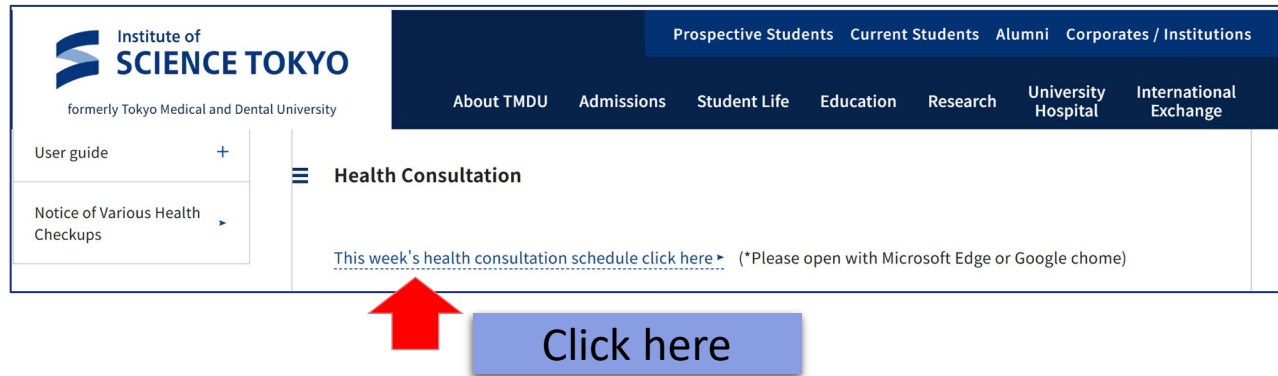 Institute of
SCIENCE TOKYO
formerly Tokyo Medical and Dental University
Prospective Students Current Students Alumni Corporates / Institutions
About TMDU Admissions Student Life Education Research University Hospital International Exchange
User guide +
Notice of Various Health
Checkups
Health Consultation
This week's health consultation schedule click here (*Please open with Microsoft Edge or Google chome)
Click here